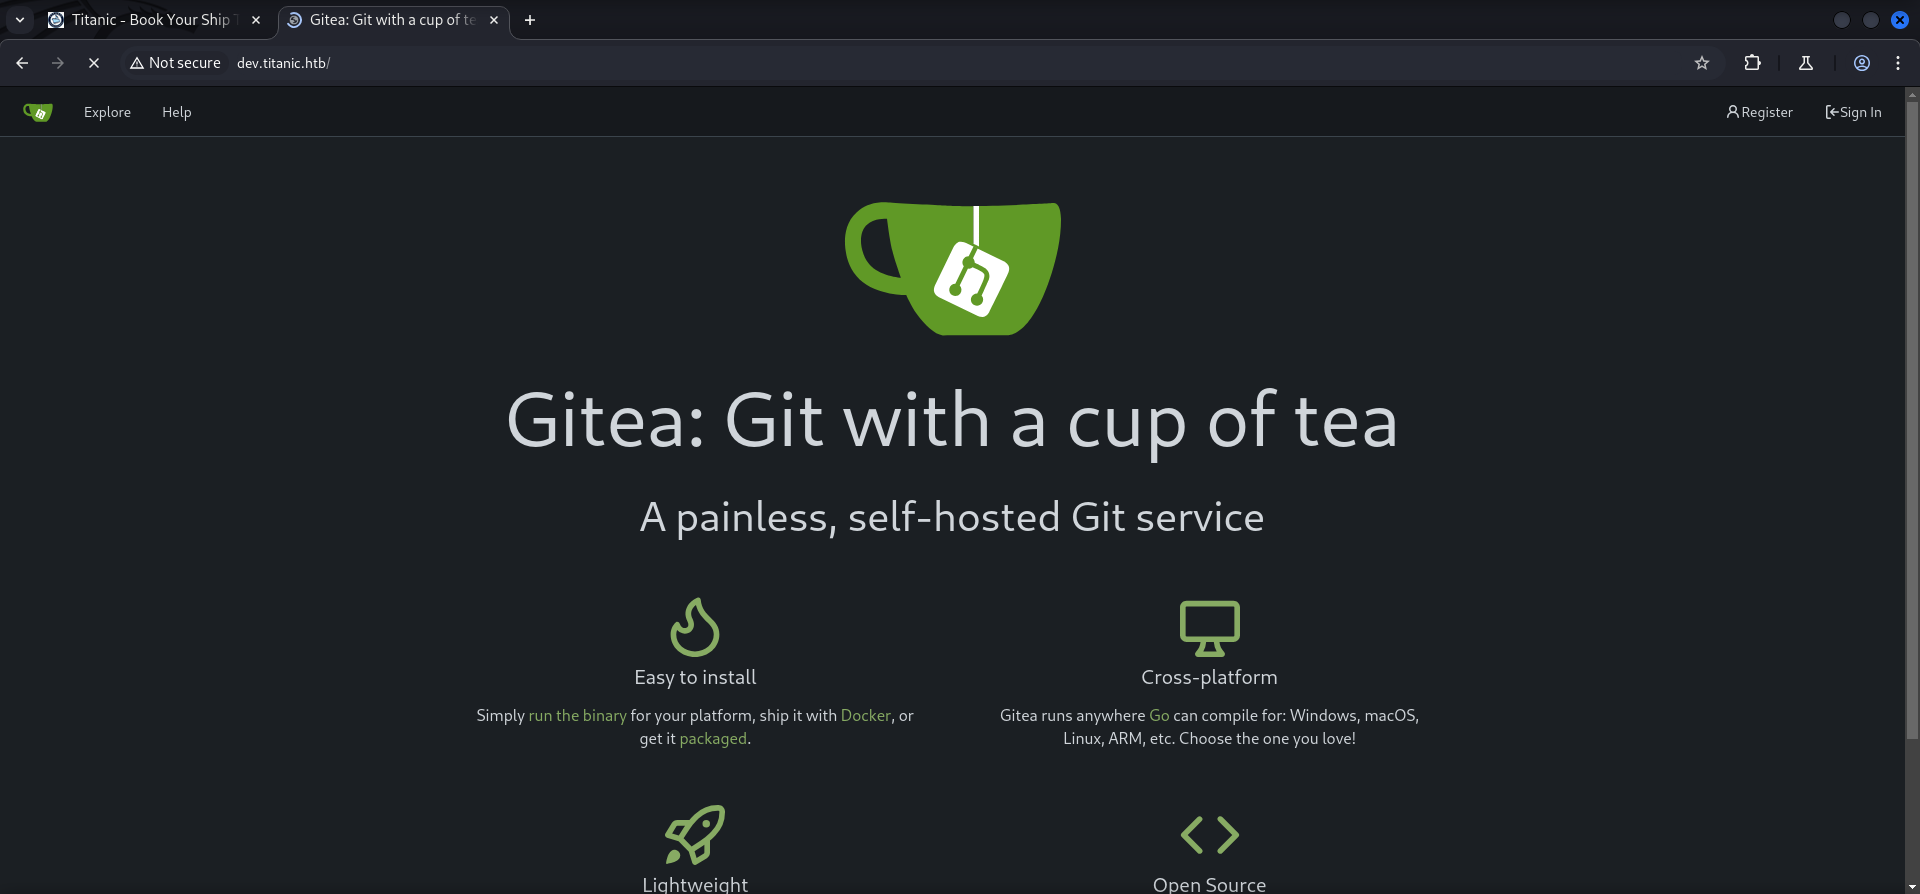 Titanic - Book Your Ship T
Gitea: Git with a cup of te
Not secure
dev.titanic.htb/
Explore
Help
Register
Sign In
Gitea: Git with a cup of tea
A painless, self-hosted Git service
Easy to install
Simply run the binary for your platform, ship it with Docker, or
get it packaged.
Cross-platform
Gitea runs anywhere Go can compile for: Windows, macOS,
Linux, ARM, etc. Choose the one you love!
Lightweight
Open Source